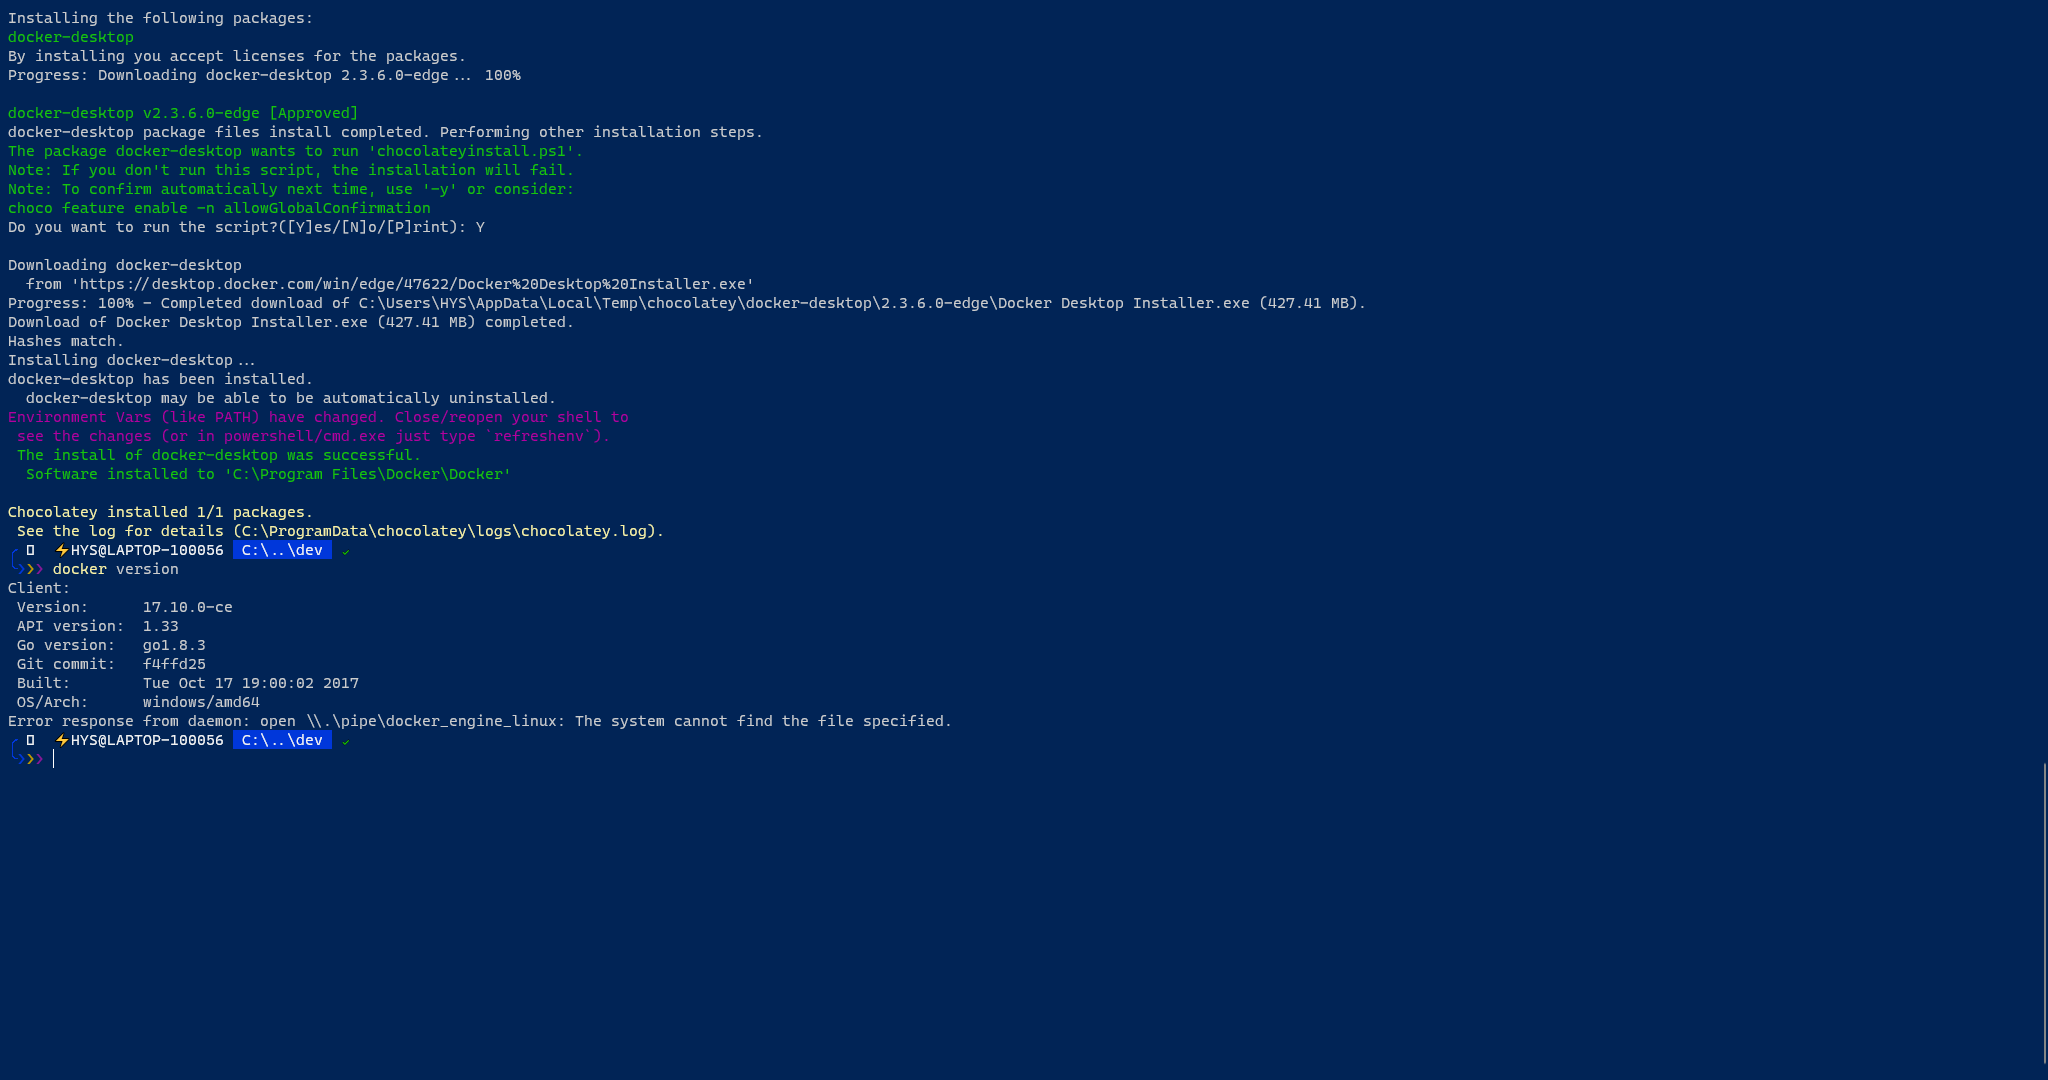 Installing the following packages:
docker-desktop
By installing you accept licenses for the packages.
Progress: Downloading docker-desktop 2.3.6.0-edge... 100%
docker-desktop v2.3.6.0-edge [Approved]
docker-desktop package files install completed. Performing other installation steps.
The package docker-desktop wants to run 'chocolateyinstall.ps1'.
Note: If you don't run this script, the installation will fail.
Note: To confirm automatically next time, use '-y' or consider:
choco feature enable -n allowGlobalConfirmation
Do you want to run the script?([Y]es/[N]o/[P]rint): Y
Downloading docker-desktop
  from 'https://desktop.docker.com/win/edge/47622/Docker%20Desktop%20Installer.exe'
Progress: 100% - Completed download of C:\Users\HYS\AppData\Local\Temp\chocolatey\docker-desktop\2.3.6.0-edge\Docker Desktop Installer.exe (427.41 MB).
Download of Docker Desktop Installer.exe (427.41 MB) completed.
Hashes match.
Installing docker-desktop...
docker-desktop has been installed.
  docker-desktop may be able to be automatically uninstalled.
Environment Vars (like PATH) have changed. Close/reopen your shell to
 see the changes (or in powershell/cmd.exe just type `refreshenv`).
 The install of docker-desktop was successful.
  Software installed to 'C:\Program Files\Docker\Docker'
Chocolatey installed 1/1 packages.
 See the log for details (C:\ProgramData\chocolatey\logs\chocolatey.log).
⚡HYS@LAPTOP-100056 C:\..\dev ✓
❯❯❯ docker version
Client:
 Version:      17.10.0-ce
 API version:  1.33
 Go version:   go1.8.3
 Git commit:   f4ffd25
 Built:        Tue Oct 17 19:00:02 2017
 OS/Arch:      windows/amd64
Error response from daemon: open \\.\pipe\docker_engine_linux: The system cannot find the file specified.
⚡HYS@LAPTOP-100056 C:\..\dev ✓
❯❯❯